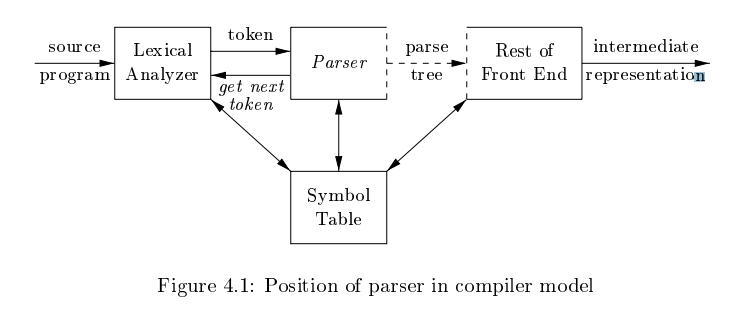 source
program
Lexical
Analyzer
token
get next
token
Parser
parse
tree
Rest of
Front End
intermediate
representation
Symbol
Table
Figure 4.1: Position of parser in compiler model